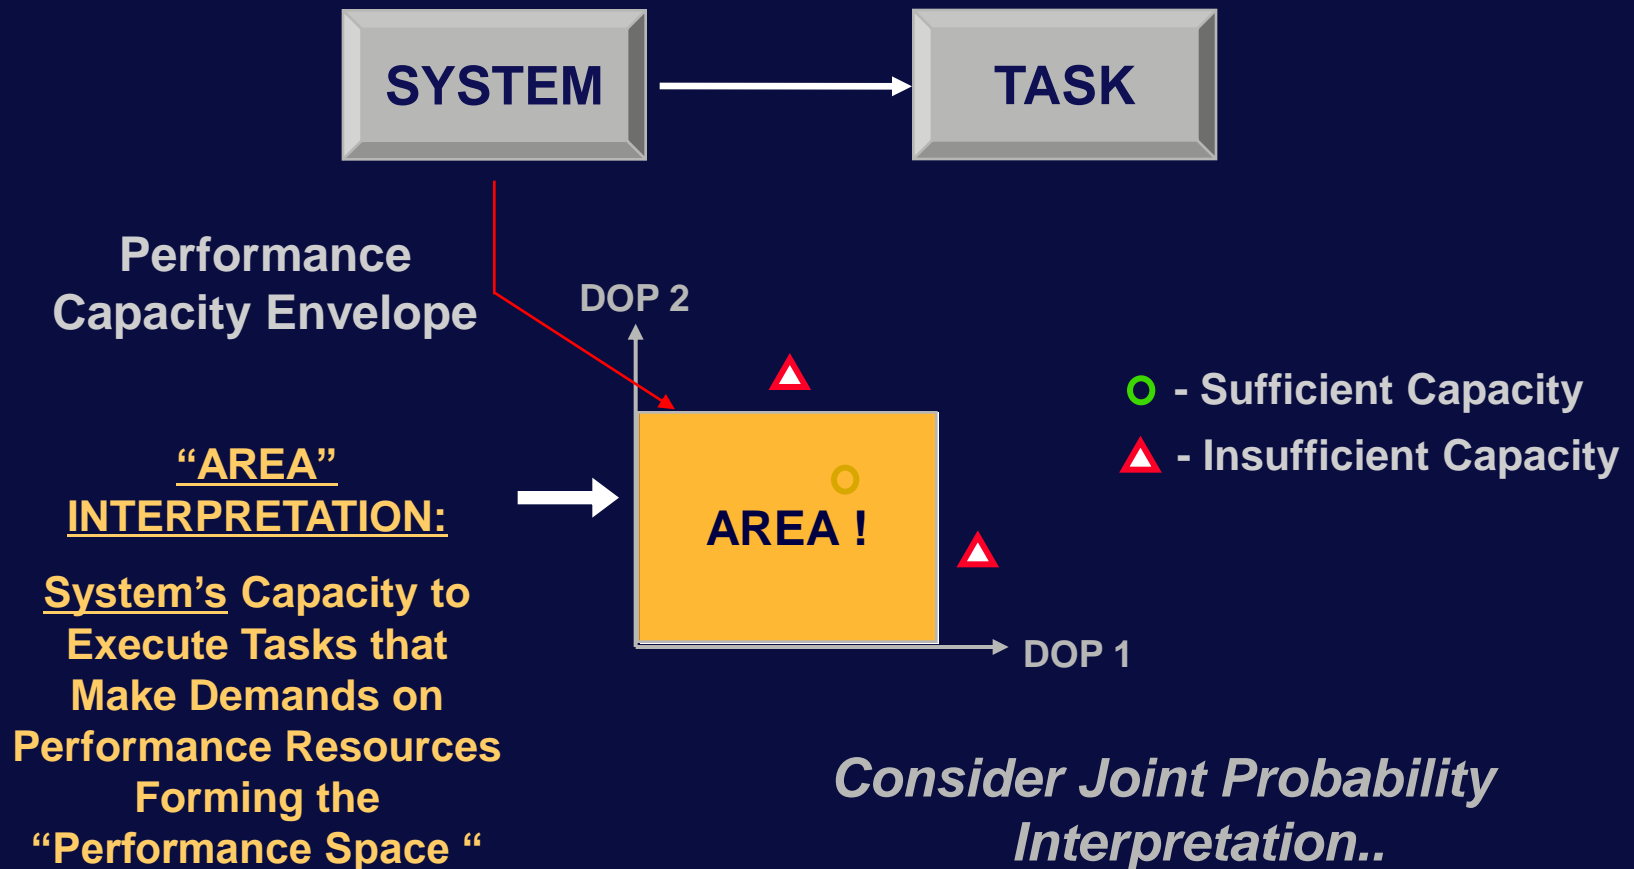 SYSTEM
TASK
Performance
Capacity Envelope
DOP 2
- Sufficient Capacity
- Insufficient Capacity
“AREA”
INTERPRETATION:
AREA !
System’s Capacity to
Execute Tasks that
Make Demands on
Performance Resources
Forming the
“Performance Space “
DOP 1
Consider Joint Probability
Interpretation..